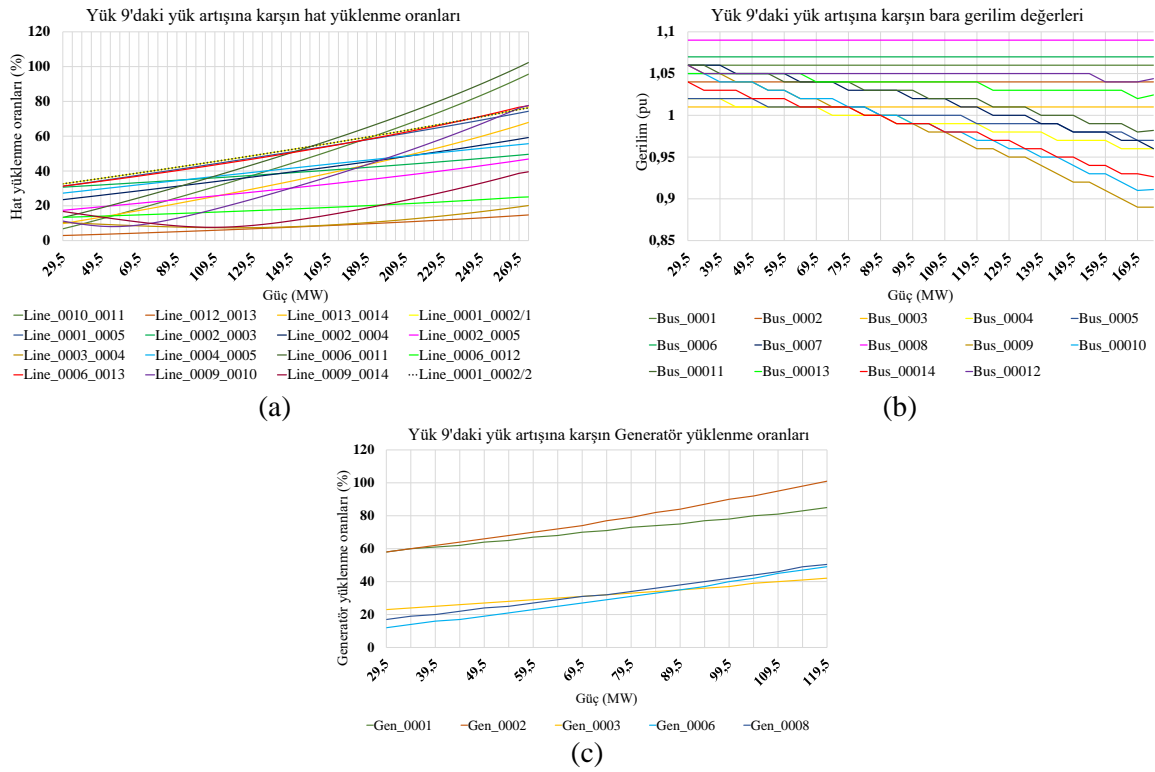 Yük 9'daki yük artışına karşın hat yüklenme oranları
Hat yüklenme oranları (%)
120
100
80
60
40
20
0
29,5
49,5
69,5
89,5
109,5
129,5
149,5
169,5
189,5
209,5
229,5
249,5
269,5
Güç (MW)
Line_0010_0011
Line_0012_0013
Line_0013_0014
Line_0001_0002/1
Line_0001_0005
Line_0002_0003
Line_0002_0004
Line_0002_0005
Line_0003_0004
Line_0004_0005
Line_0006_0011
Line_0006_0012
Line_0006_0013
Line_0009_0010
Line_0009_0014
Line_0001_0002/2
(a)
Yük 9'daki yük artışına karşın bara gerilim değerleri
Gerilim (pu)
1,1
1,05
1
0,95
0,9
0,85
29,5
39,5
49,5
59,5
69,5
79,5
89,5
99,5
109,5
119,5
129,5
139,5
149,5
159,5
169,5
Güç (MW)
Bus_0001
Bus_0002
Bus_0003
Bus_0004
Bus_0005
Bus_0006
Bus_0007
Bus_0008
Bus_0009
Bus_00010
Bus_00011
Bus_00013
Bus_00014
Bus_00012
(b)
Yük 9'daki yük artışına karşın Generatör yüklenme oranları
Generatör yüklenme oranları (%)
120
100
80
60
40
20
0
29,5
39,5
49,5
59,5
69,5
79,5
89,5
99,5
109,5
119,5
Güç (MW)
Gen_0001
Gen_0002
Gen_0003
Gen_0006
Gen_0008
(c)